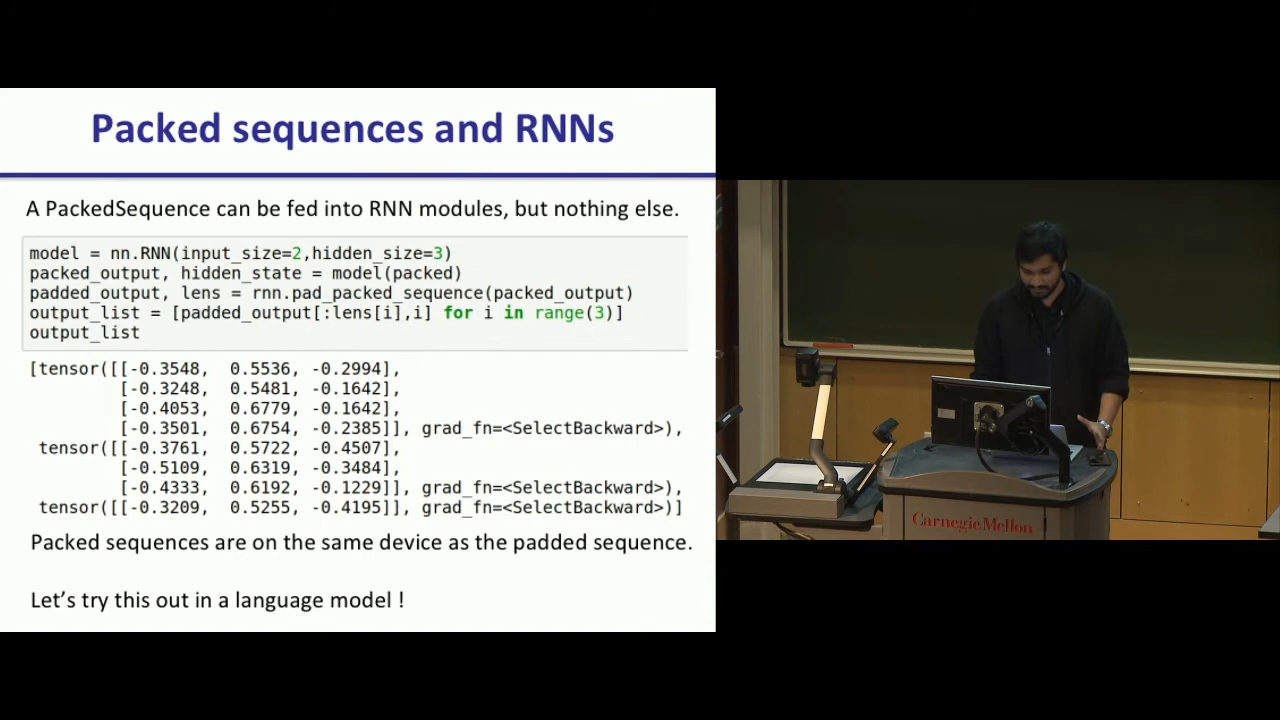 Packed sequences and RNNs
A PackedSequence can be fed into RNN modules, but nothing else.
model = nn.RNN(input_size=2,hidden_size=3)
packed_output, hidden_state = model(packed)
padded_output, lens = rnn.pad_packed_sequence(packed_output)
output_list = [padded_output[:lens[i],i] for i in range(3)]
output_list
[tensor([[-0.3548,  0.5536, -0.2994],
[-0.3248,  0.5481, -0.1642],
[-0.4053,  0.6779, -0.1642],
[-0.3501,  0.6754, -0.2385]], grad_fn=<SelectBackward>),
tensor([[-0.3761,  0.5722, -0.4507],
[-0.5109,  0.6319, -0.3484],
[-0.4333,  0.6192, -0.1229]], grad_fn=<SelectBackward>),
tensor([[-0.3209,  0.5255, -0.4195]], grad_fn=<SelectBackward>)]
Packed sequences are on the same device as the padded sequence.
Let's try this out in a language model !
Carnegie Mellon